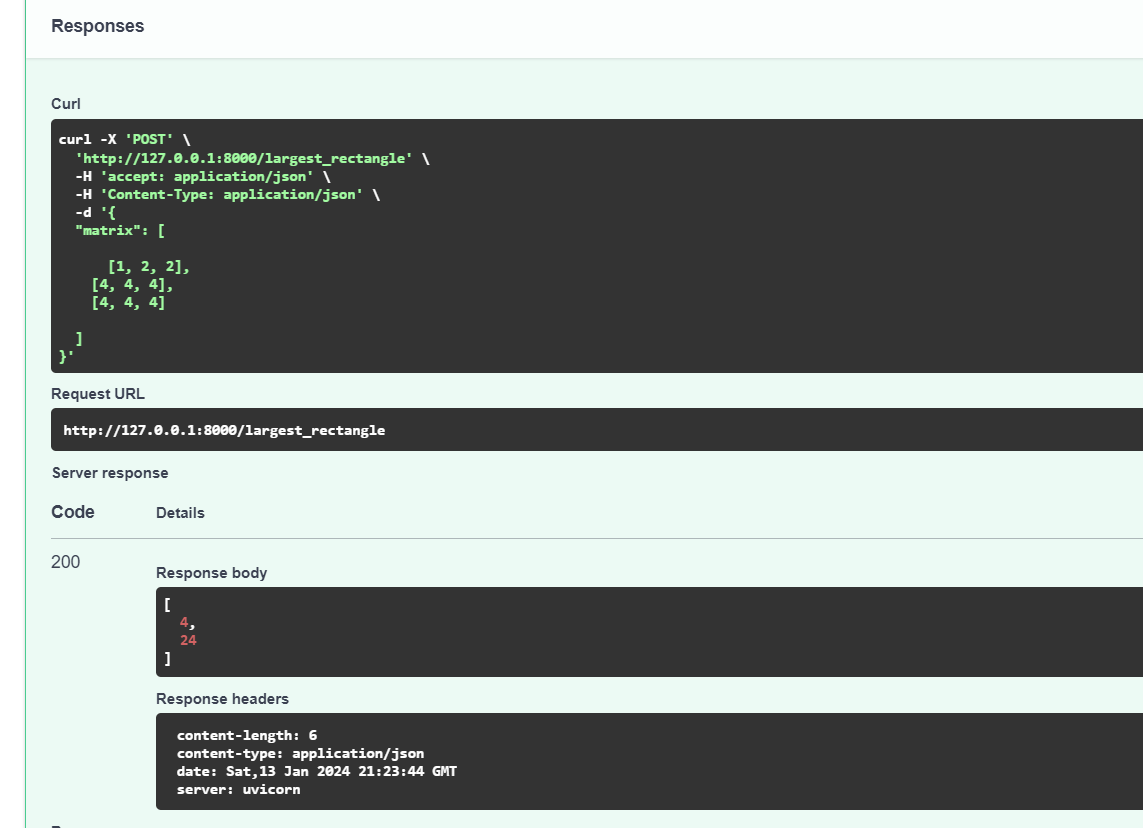 Responses
Curl
curl -X 'POST' \
'http://127.0.0.1:8000/largest_rectangle' \
-H 'accept: application/json' \
-H 'Content-Type: application/json' \
-d '{
"matrix": [
[1, 2, 2],
[4, 4, 4],
[4, 4, 4]
]
}'
Request URL
http://127.0.0.1:8000/largest_rectangle
Server response
Code Details
200
Response body
[
4,
24
]
Response headers
content-length: 6
content-type: application/json
date: Sat,13 Jan 2024 21:23:44 GMT
server: uvicorn